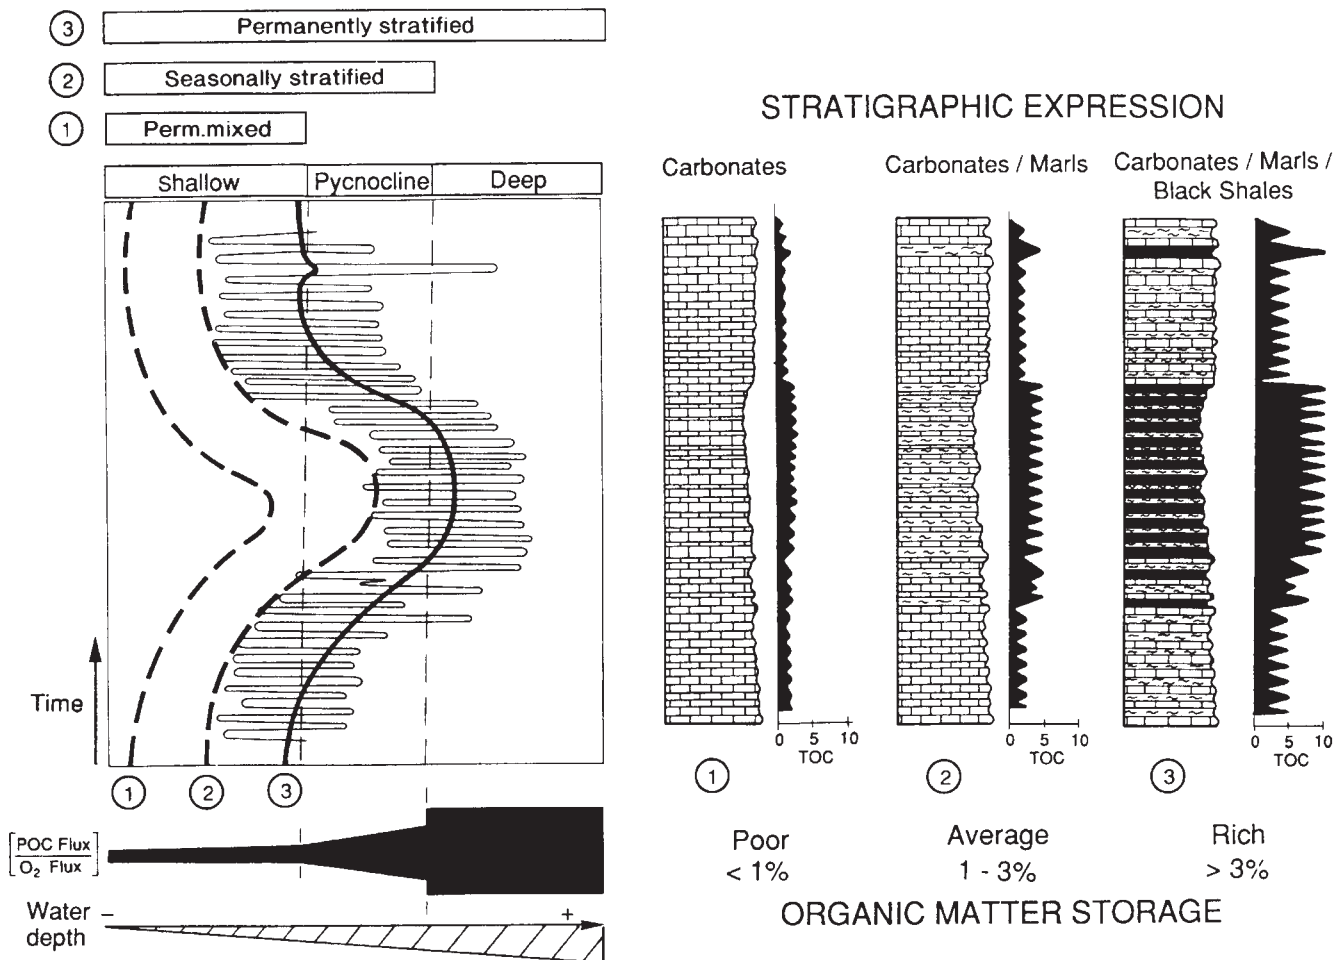 3 Permanently stratified
2 Seasonally stratified
1 Perm.mixed
Shallow Pycnocline Deep
Time
1 2 3
POC Flux
O2 Flux
Water
depth
– +
STRATIGRAPHIC EXPRESSION
Carbonates
Carbonates / Marls
Carbonates / Marls /
Black Shales
0 5 10
TOC
0 5 10
TOC
0 5 10
TOC
1 2 3
Poor
< 1%
Average
1 - 3%
Rich
> 3%
ORGANIC MATTER STORAGE